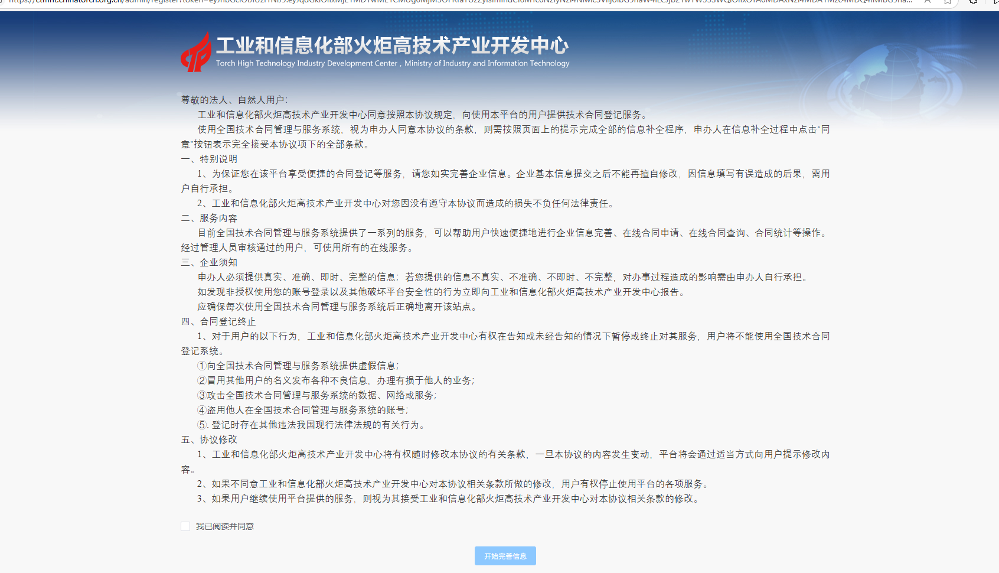 工业和信息化部火炬高技术产业开发中心
Torch High Technology Industry Development Center , Ministry of Industry and Information Technology
尊敬的法人、自然人用户：
工业和信息化部火炬高技术产业开发中心同意按照本协议规定，向使用本平台的用户提供技术合同登记服务。
使用全国技术合同管理与服务系统，视为申办人同意本协议的条款，则需按照页面上的提示完成全部的信息补全程序，申办人在信息补全过程中点击“同
意”按钮表示完全接受本协议项下的全部条款。
一、特别说明
1、为保证您在该平台享受便捷的合同登记等服务，请您如实完善企业信息。企业基本信息提交之后不能再擅自修改，因信息填写有误造成的后果，需用
户自行承担。
2、工业和信息化部火炬高技术产业开发中心对您因没有遵守本协议而造成的损失不负任何法律责任。
二、服务内容
目前全国技术合同管理与服务系统提供了一系列的服务，可以帮助用户快速便捷地进行企业信息完善、在线合同申请、在线合同查询、合同统计等操作。
经过管理人员审核通过的用户，可使用所有的在线服务。
三、企业须知
申办人必须提供真实、准确、即时、完整的信息；若您提供的信息不真实、不准确、不即时、不完整，对办事过程造成的影响需由申办人自行承担。
如发现非授权使用您的账号登录以及其他破坏平台安全性的行为立即向工业和信息化部火炬高技术产业开发中心报告。
应确保每次使用全国技术合同管理与服务系统后正确地离开该站点。
四、合同登记终止
1、对于用户的以下行为，工业和信息化部火炬高技术产业开发中心有权在告知或未经告知的情况下暂停或终止对其服务，用户将不能使用全国技术合同
登记系统。
①向全国技术合同管理与服务系统提供虚假信息；
②冒用其他用户的名义发布各种不良信息，办理有损于他人的业务；
③攻击全国技术合同管理与服务系统的数据、网络或服务；
④盗用他人在全国技术合同管理与服务系统的账号；
⑤. 登记时存在其他违法我国现行法律法规的有关行为。
五、协议修改
1、工业和信息化部火炬高技术产业开发中心将有权随时修改本协议的有关条款，一旦本协议的内容发生变动，平台将会通过适当方式向用户提示修改内
容。
2、如果不同意工业和信息化部火炬高技术产业开发中心对本协议相关条款所做的修改，用户有权停止使用平台的各项服务。
3、如果用户继续使用平台提供的服务，则视为其接受工业和信息化部火炬高技术产业开发中心对本协议相关条款的修改。
我已阅读并同意
开始完善信息